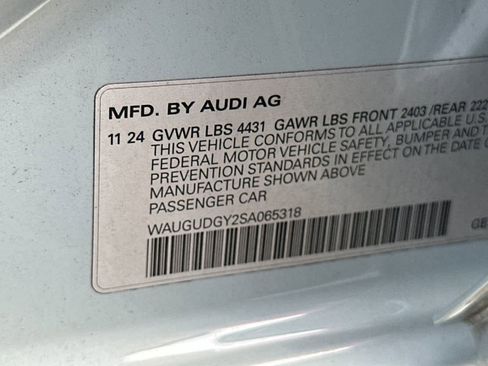 MFD. BY AUDI AG
11 24 GVWR LBS 4431 GAWR LBS FRONT 2403 /REAR
THIS VEHICLE CONFORMS TO ALL APPLICABLE U.S.
FEDERAL MOTOR VEHICLE SAFETY, BUMPER AND
PREVENTION STANDARDS IN EFFECT ON THE DATE
MANUFACTURE SHOWN ABOVE
PASSENGER CAR
WAUGUDGY2SA065318